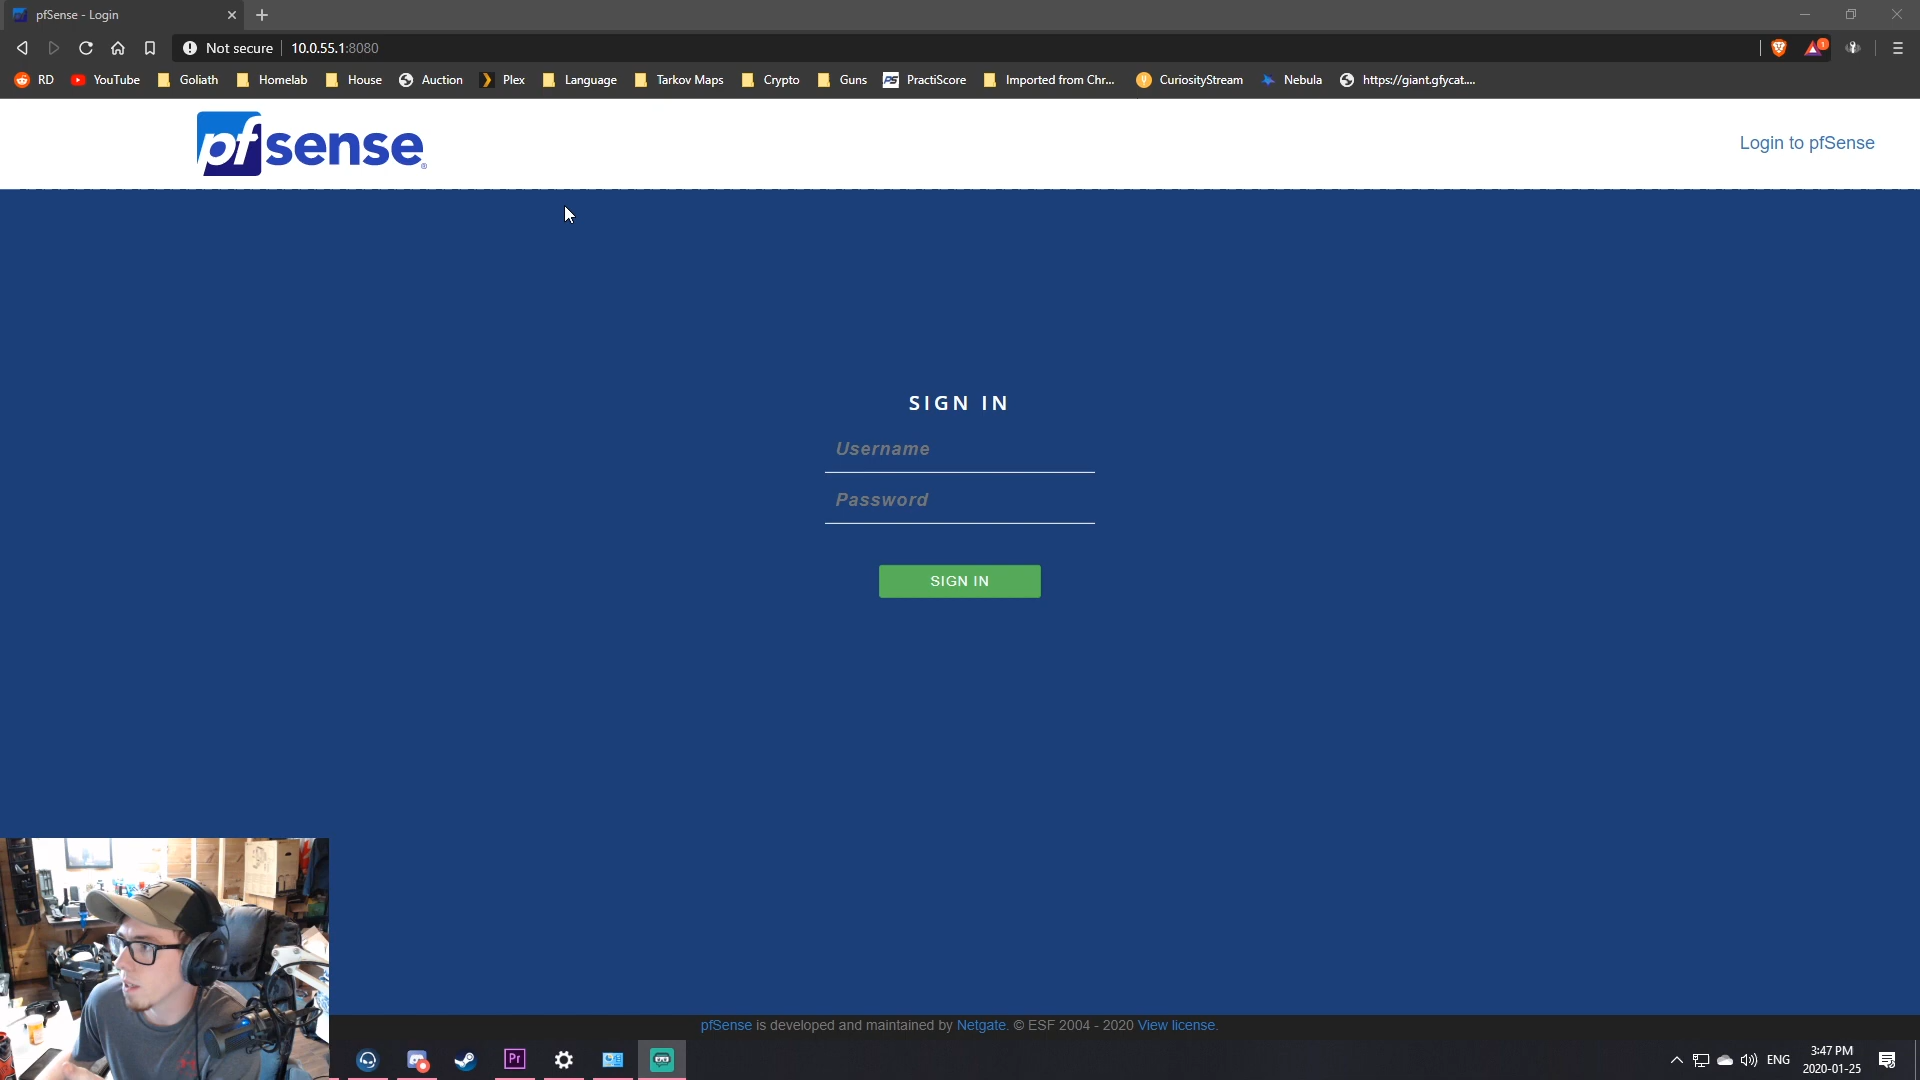 pfSense - Login
Not secure
10.0.55.1:8080
1
RD
YouTube
Goliath
Homelab
House
Auction
Plex
Language
Tarkov Maps
Crypto
Guns
PS
PractiScore
Imported from Chr...
CuriosityStream
Nebula
https://giant.gfycat....
pfsense®
Login to pfSense
SIGN IN
Username
Password
SIGN IN
pfSense is developed and maintained by Netgate. © ESF 2004 - 2020 View license.
Pr
ENG
3:47 PM
2020-01-25